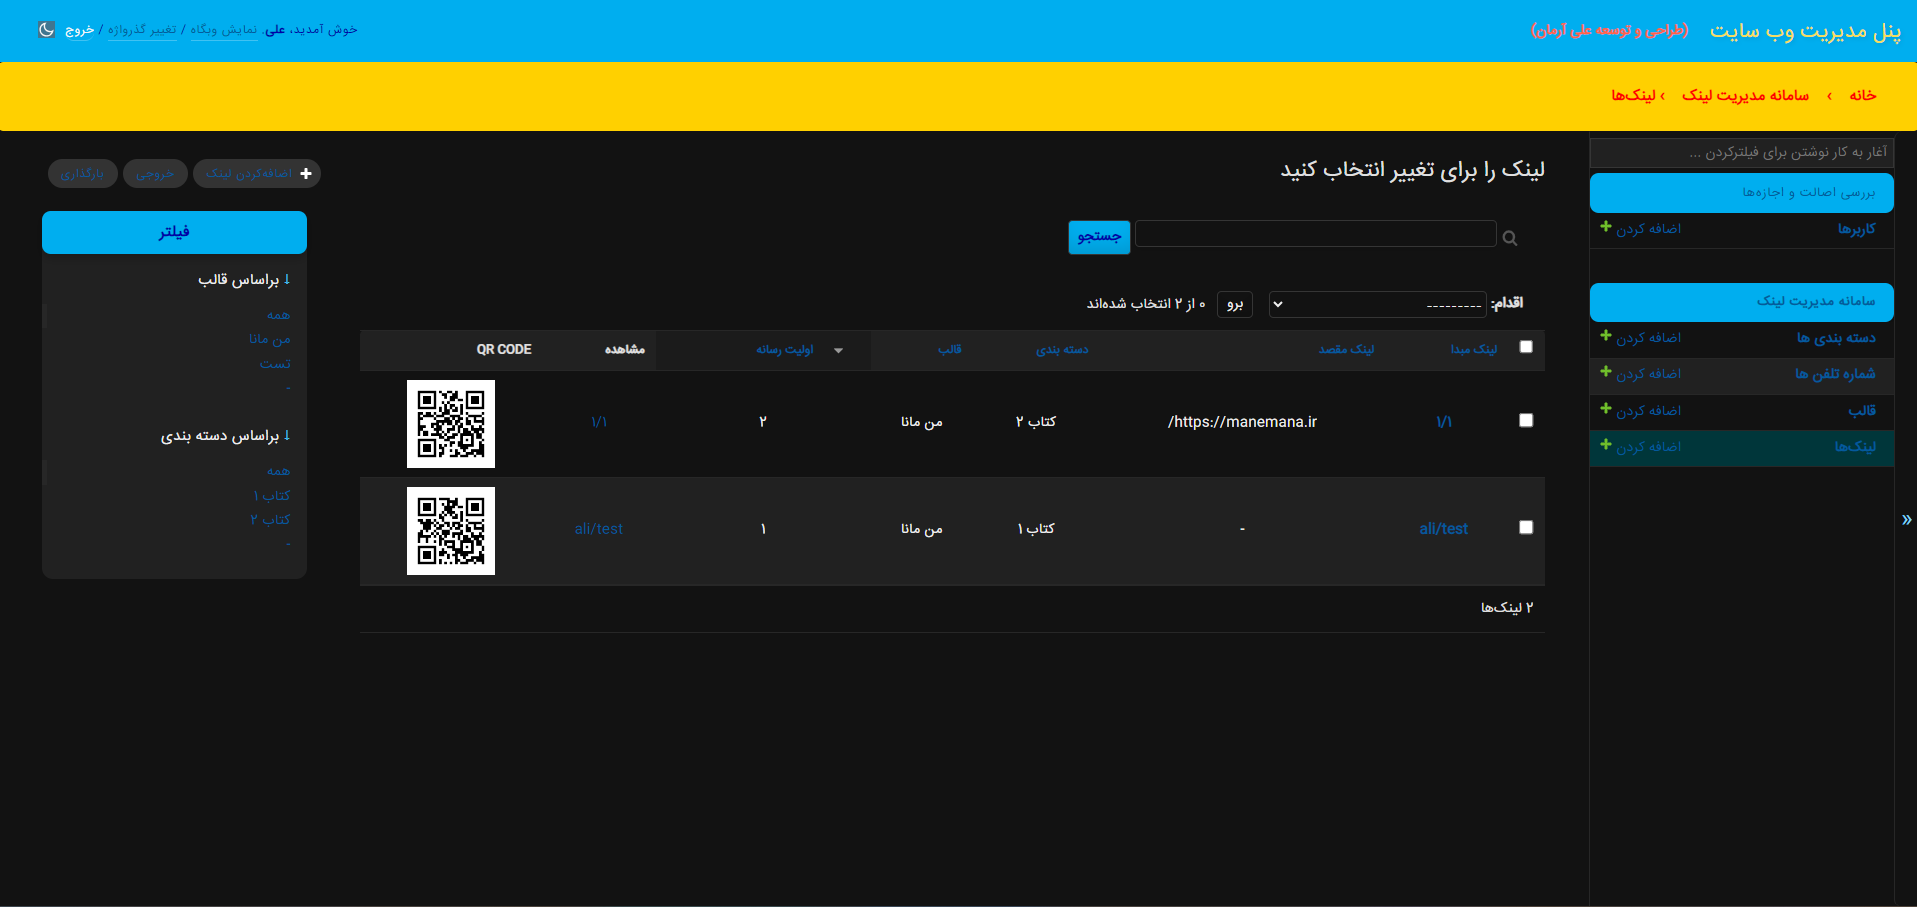 پنل مدیریت وب سایت (طراحی و توسعه علی آرمان)
خوش آمدید، علی. نمایش وبگاه / تغییر گذرواژه / خروج
خانه › سامانه مدیریت لینک › لینک‌ها
آغار به کار نوشتن برای فیلترکردن ...
بررسی اصالت و اجازه‌ها
کاربرها اضافه کردن
سامانه مدیریت لینک
دسته بندی ها اضافه کردن
شماره تلفن ها اضافه کردن
قالب اضافه کردن
لینک‌ها اضافه کردن
»
لینک را برای تغییر انتخاب کنید
اضافه‌کردن لینک
خروجی
بارگذاری
جستجو
اقدام: --------- برو ۰ از ۲ انتخاب شده‌اند
لینک مبدا لینک مقصد دسته بندی قالب اولیت رسانه مشاهده QR CODE
۱/۱ /https://manemana.ir کتاب ۲ من مانا ۲ ۱/۱
ali/test - کتاب ۱ من مانا ۱ ali/test
۲ لینک‌ها
فیلتر
↓ براساس قالب
همه
من مانا
تست
-
↓ براساس دسته بندی
همه
کتاب ۱
کتاب ۲
-